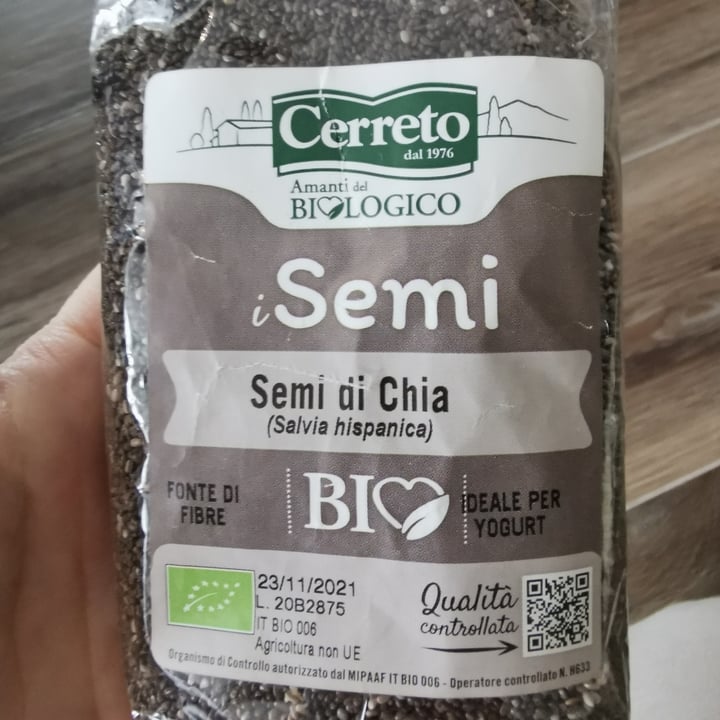 Cerreto
dal 1976
Amanti del
BIOLOGICO
i Semi
Semi di Chia
(Salvia hispanica)
FONTE DI
FIBRE
BIO
IDEALE PER
YOGURT
23/11/2021
L. 20B2875
IT BIO 006
Agricoltura non UE
Qualità
controllata
Organismo di Controllo autorizzato dal MIPAAF IT BIO 006 - Operatore controllato N. H633